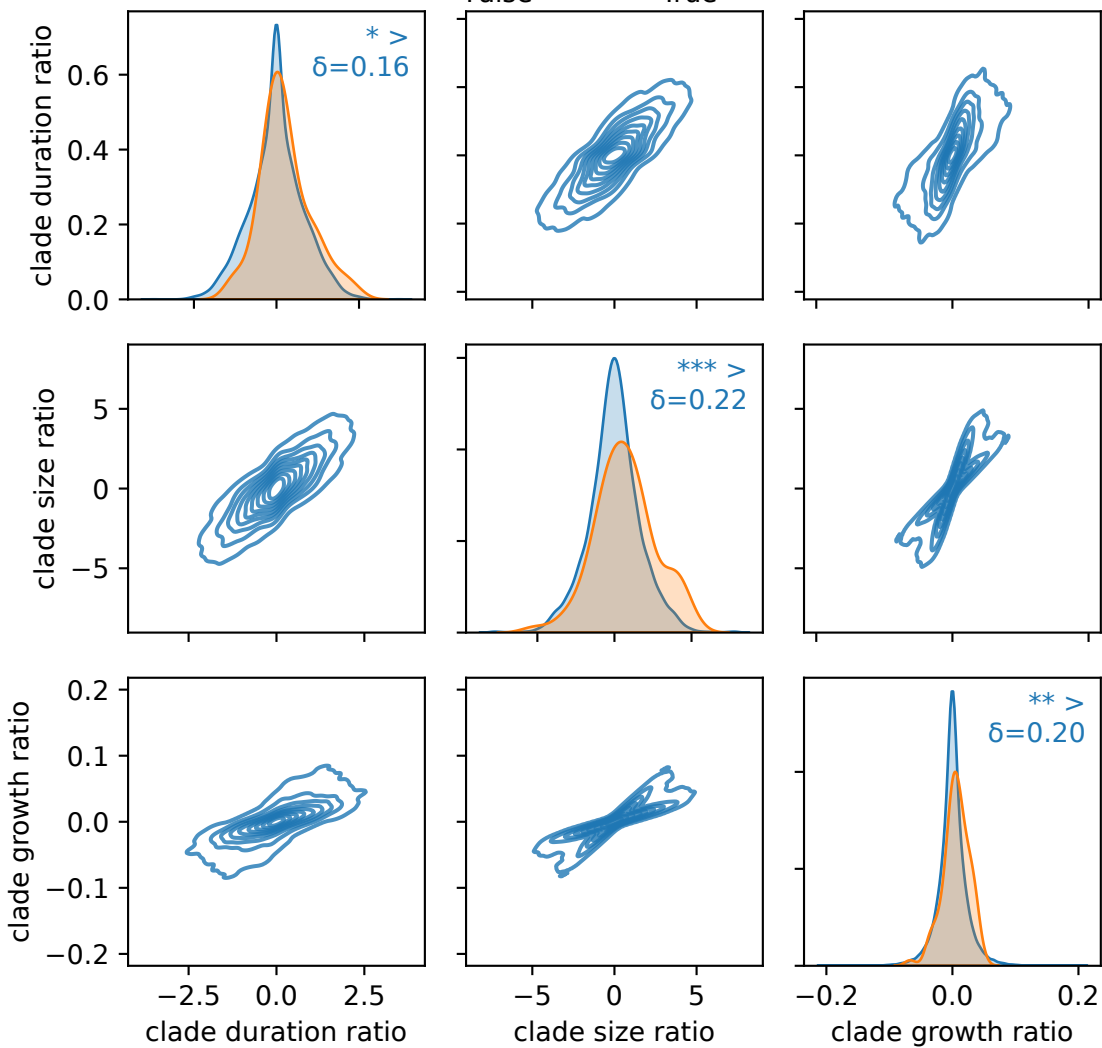 True
clade duration ratio
0.6
0.4
0.2
0.0
* >
δ=0.16
clade size ratio
5
0
−5
*** >
δ=0.22
clade growth ratio
0.2
0.1
0.0
−0.1
−0.2
** >
δ=0.20
−2.5 0.0 2.5
−5 0 5
−0.2 0.0 0.2
clade duration ratio
clade size ratio
clade growth ratio